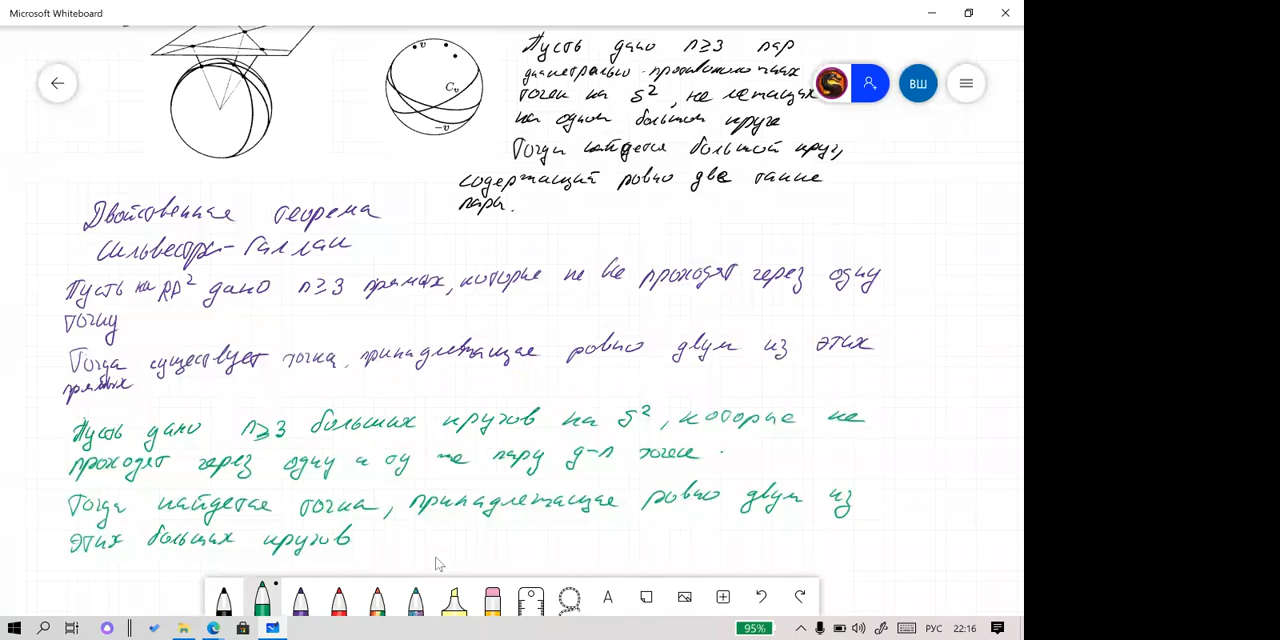 Microsoft Whiteboard
v
C_v
-v
Пусть дано n≥3 пар
диаметрально-противоположных
точек на S², не лежащих
на одном большом круге
Тогда найдется большой круг,
содержащий ровно две такие
пары.
ВШ
Двойственная теорема
Сильвестра-Галлаи
Пусть на RP² дано n≥3 прямых, которые не все проходят через одну
точку
Тогда существует точка, принадлежащая ровно двум из этих
прямых
Пусть дано n≥3 больших кругов на S², которые не
проходят через одну и ту же пару д-п точек.
Тогда найдется точка, принадлежащая ровно двум из
этих больших кругов
A
95%
РУС
22:16